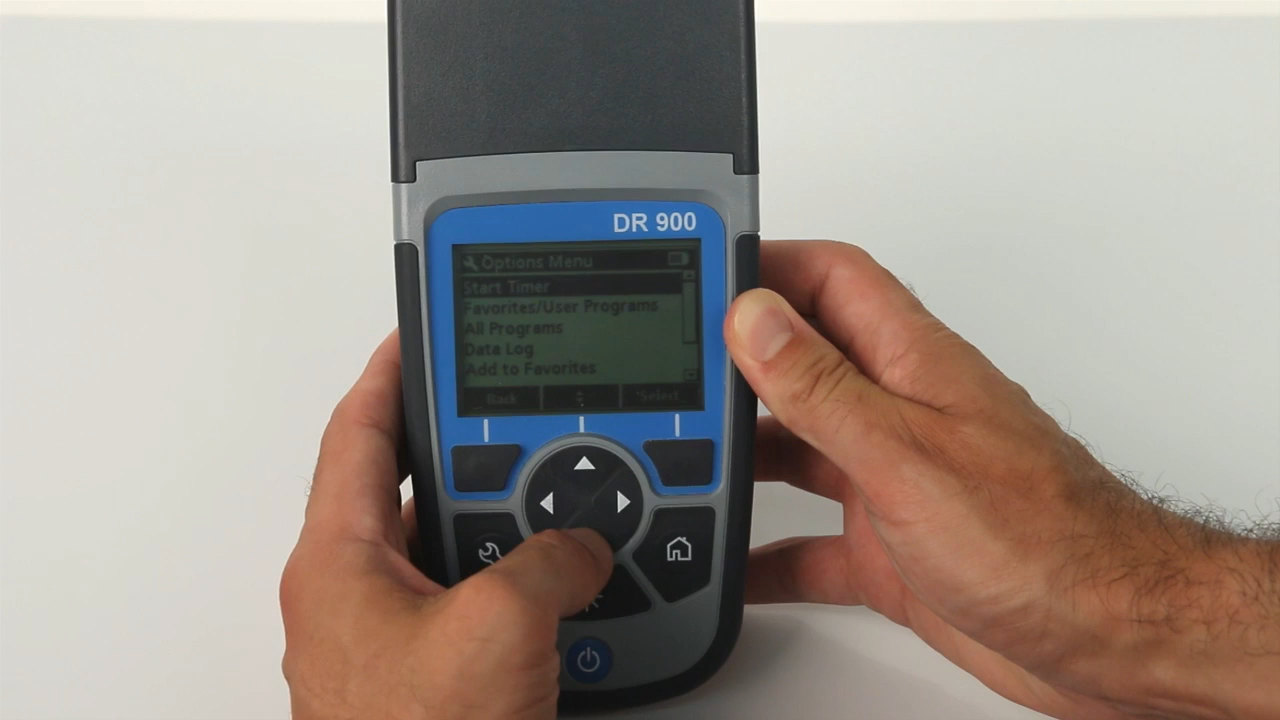 DR 900
Options Menu
Start Timer
Favorites/User Programs
All Programs
Data Log
Add to Favorites
Back
Select